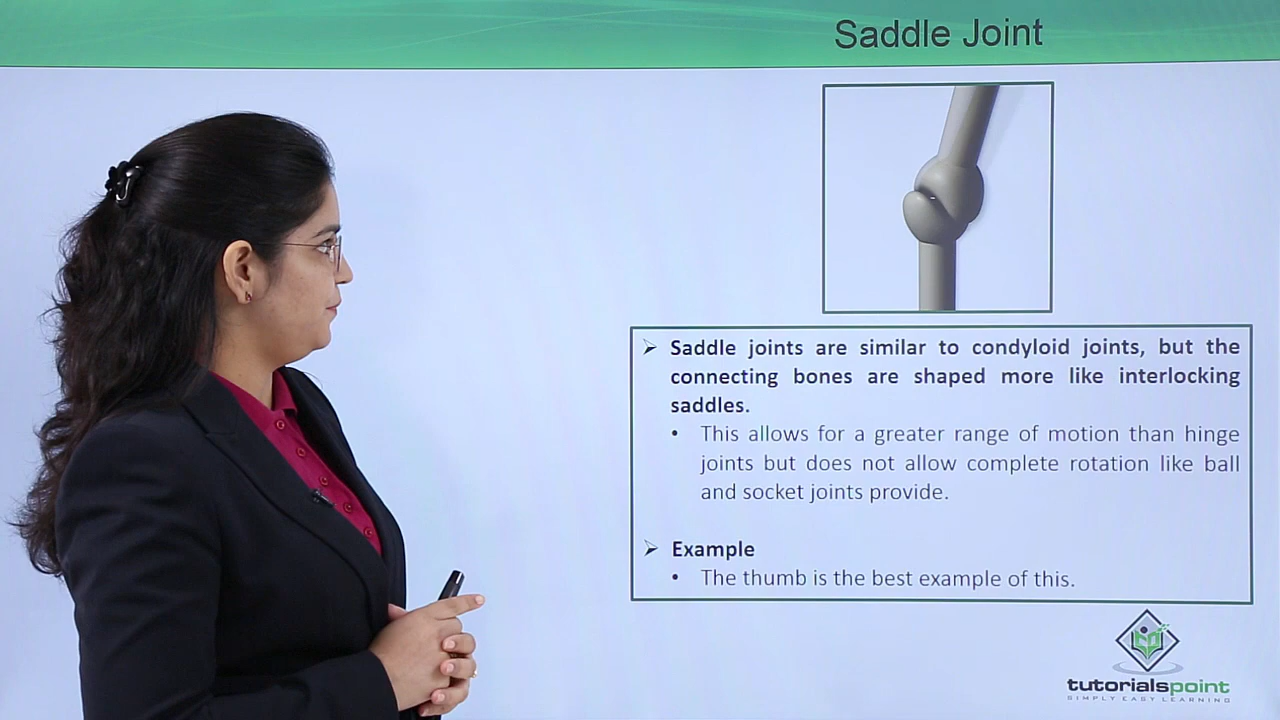 Saddle Joint
➢ Saddle joints are similar to condyloid joints, but the
connecting bones are shaped more like interlocking
saddles.
• This allows for a greater range of motion than hinge
joints but does not allow complete rotation like ball
and socket joints provide.
➢ Example
• The thumb is the best example of this.
tutorialspoint
SIMPLY EASY LEARNING